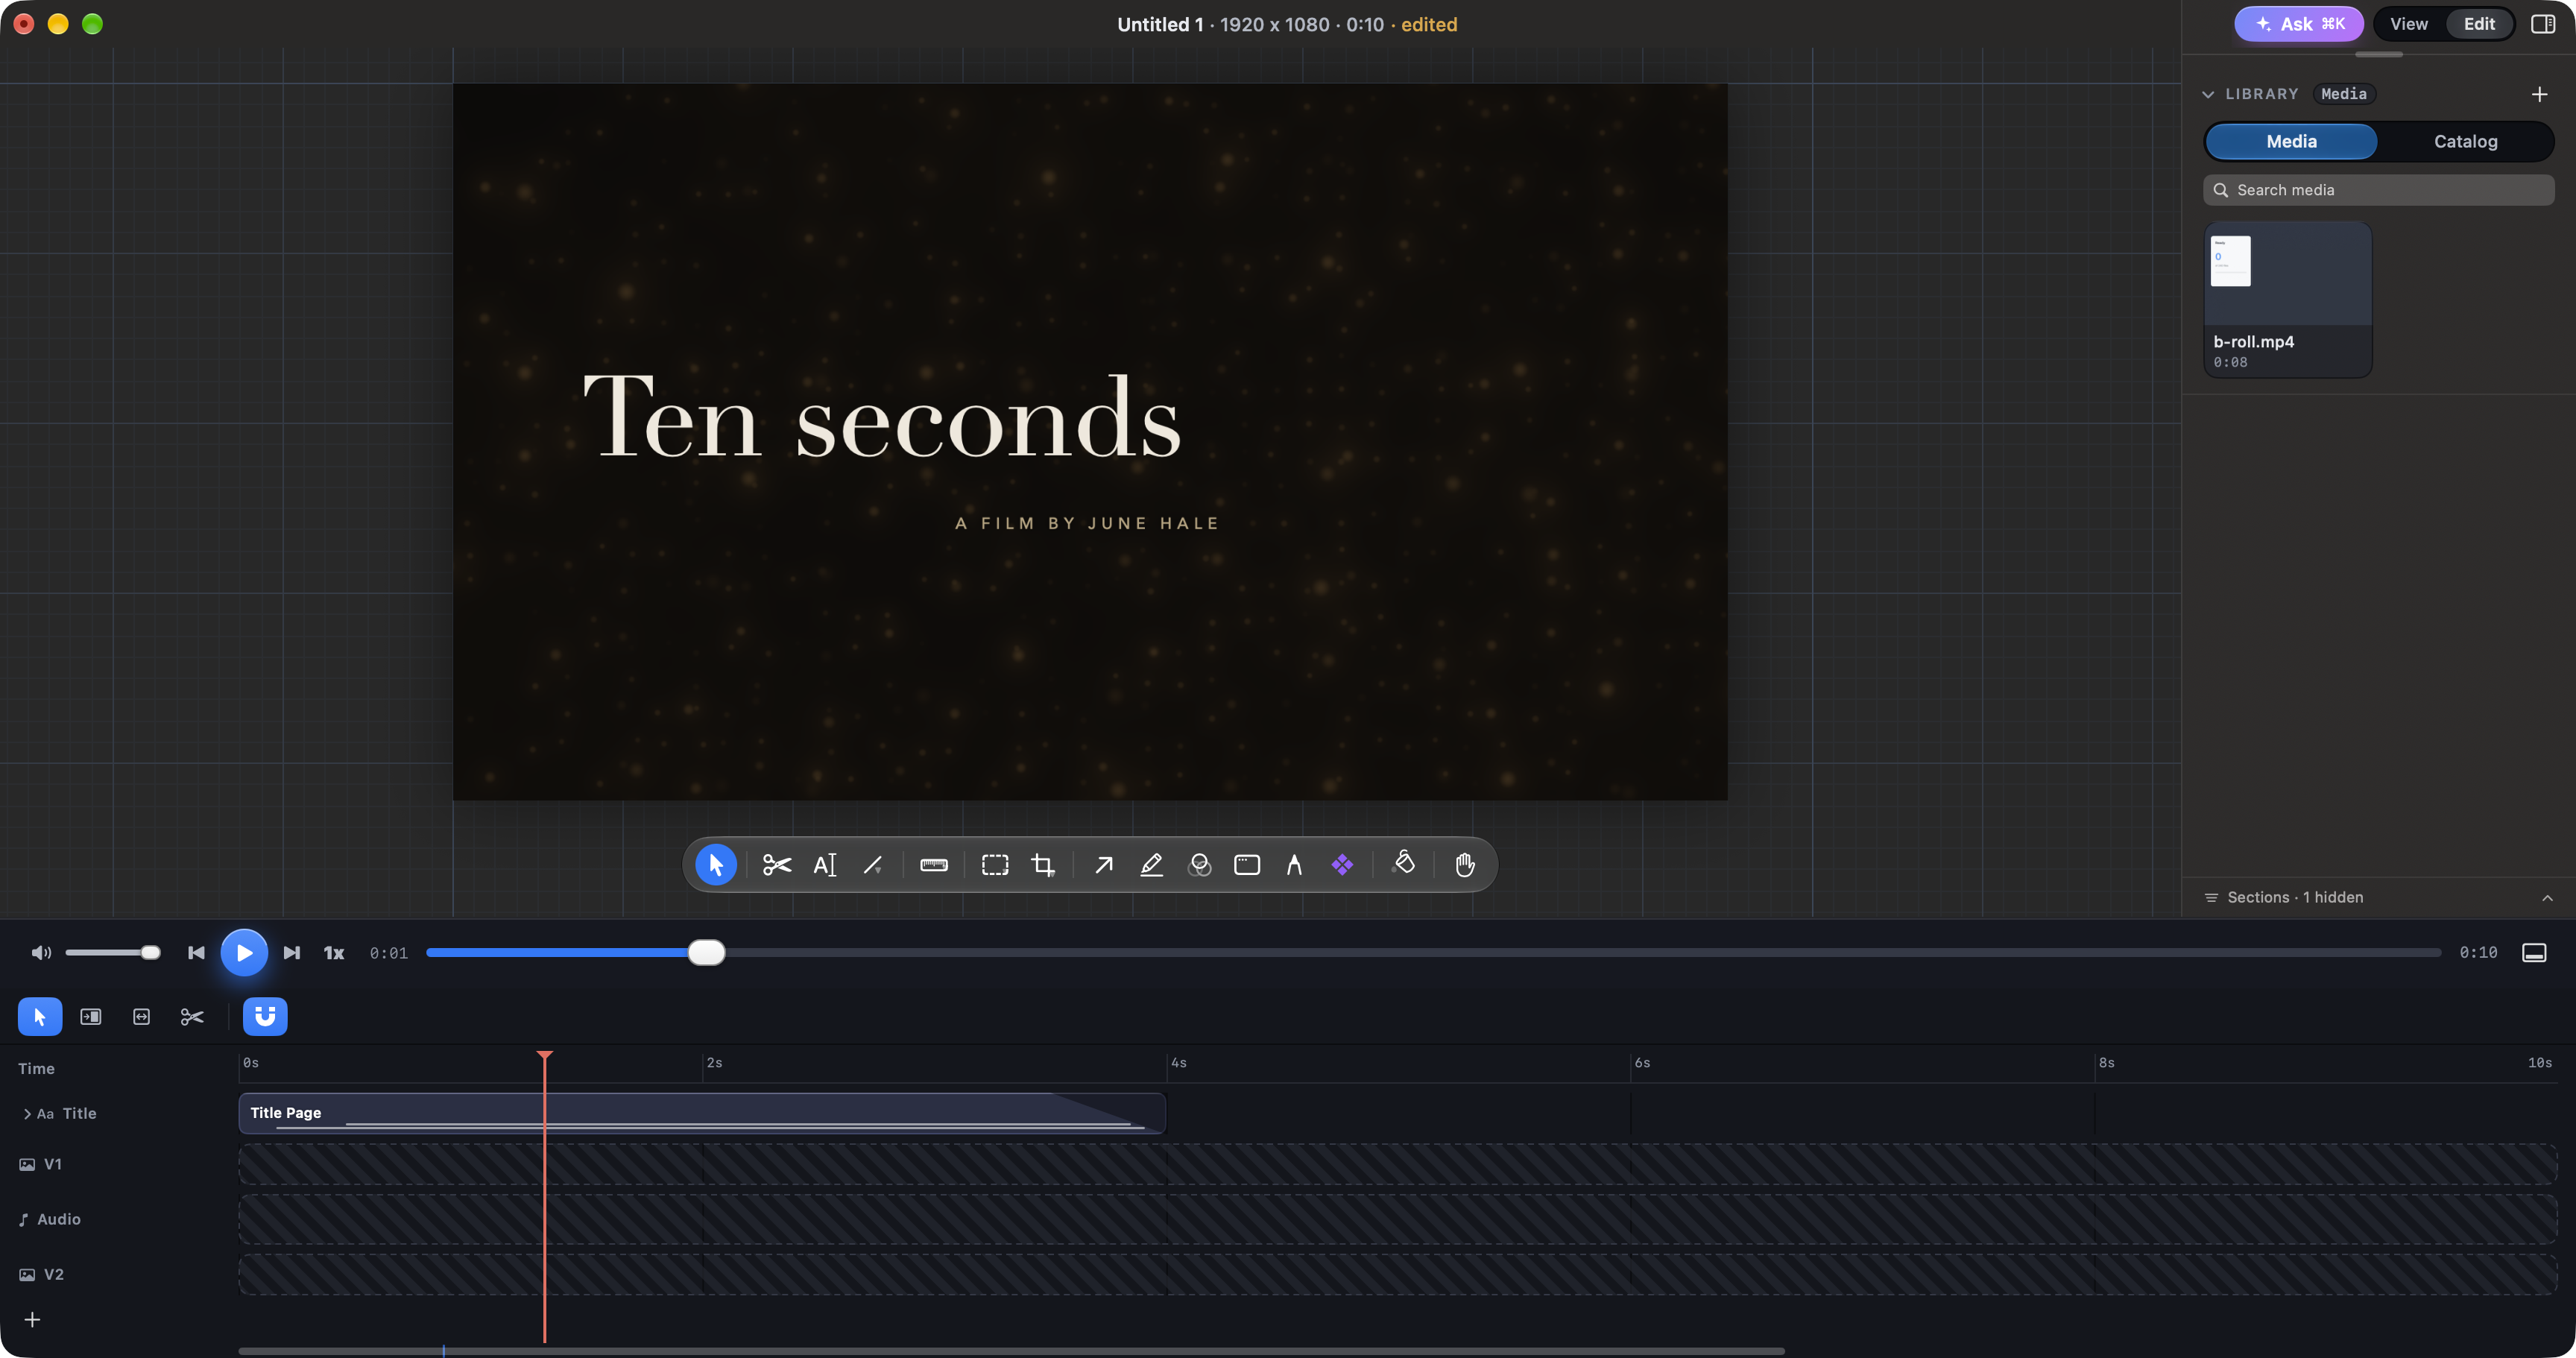 Untitled 1 · 1920 x 1080 · 0:10 · edited
Ask ⌘K
View
Edit
LIBRARY
Media
Media
Catalog
Search media
0
b-roll.mp4
0:08
Ten seconds
A FILM BY JUNE HALE
Sections · 1 hidden
1x
0:01
0:10
Time
0s
2s
4s
6s
8s
10s
Aa Title
Title Page
V1
Audio
V2